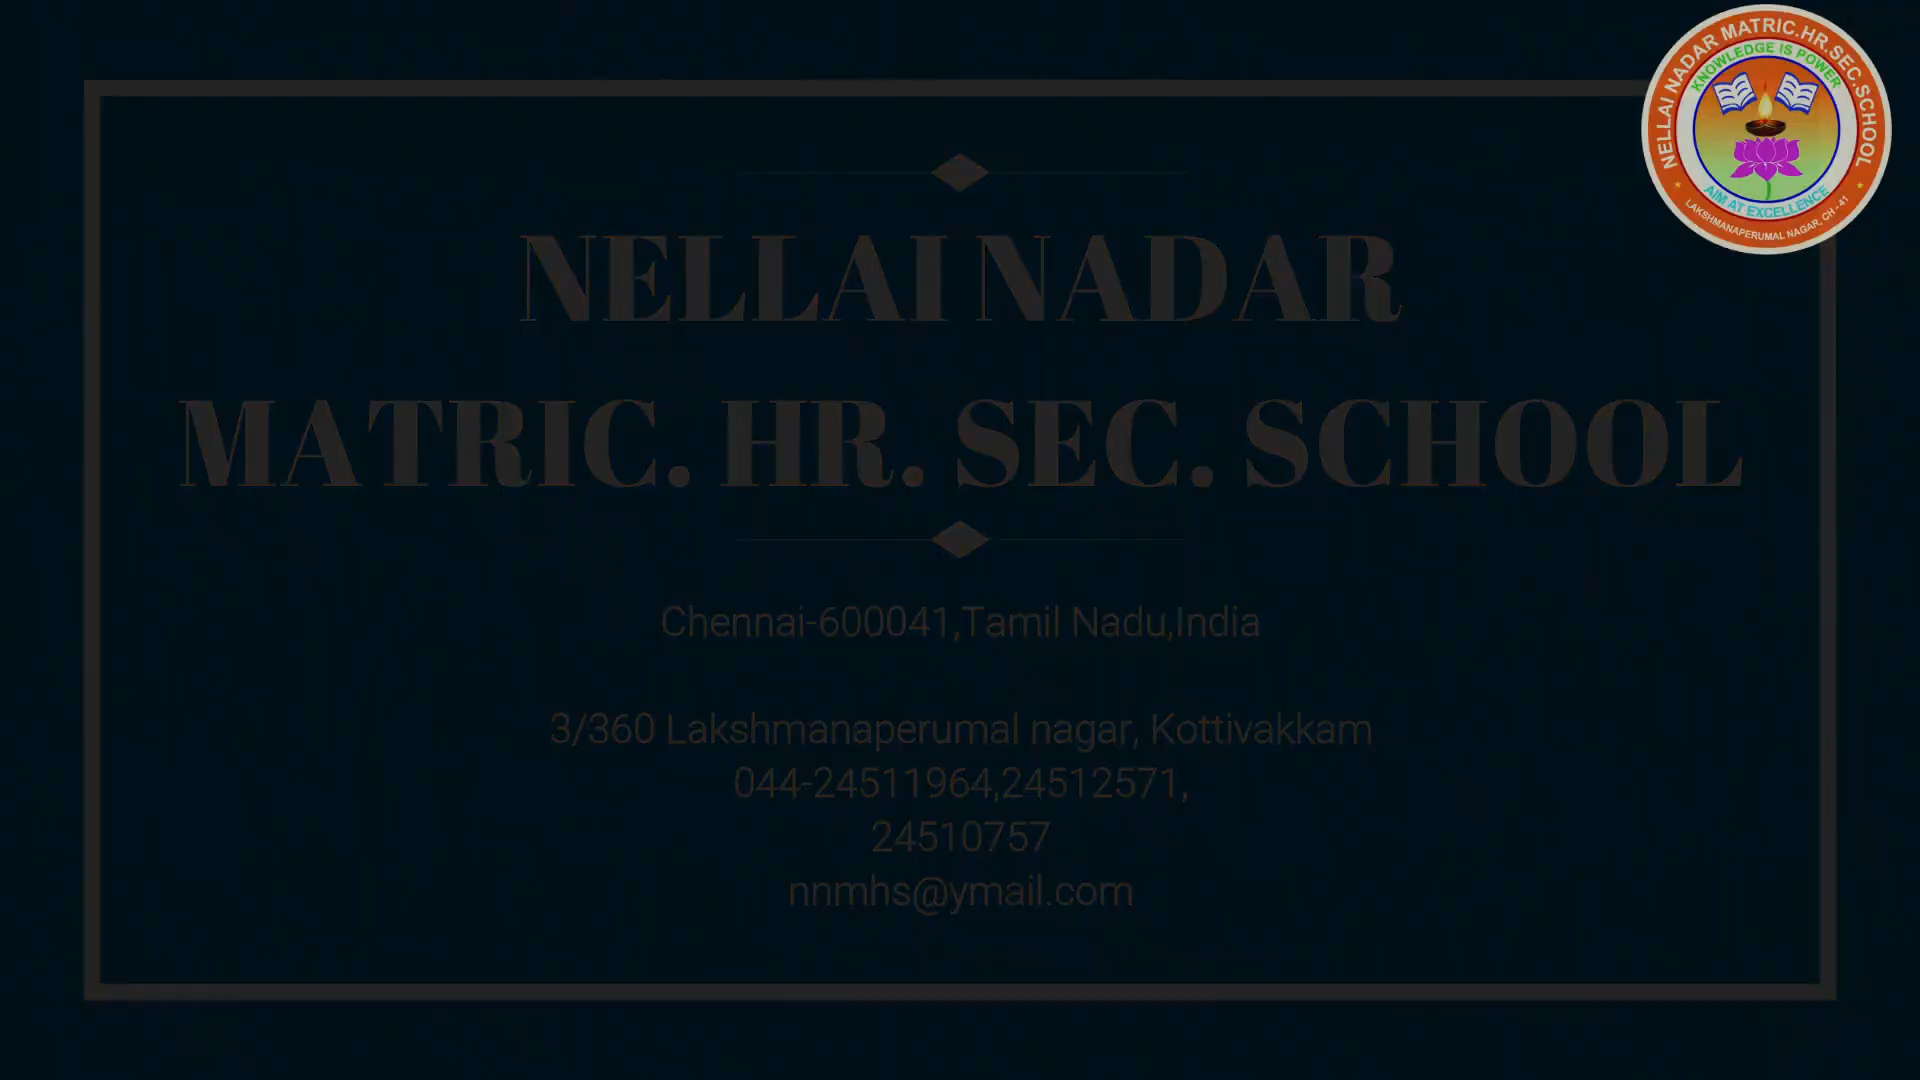 NELLAI NADAR MATRIC.HR.SEC.SCHOOL
KNOWLEDGE IS POWER
AIM AT EXCELLENCE
LAKSHMANAPERUMAL NAGAR, CH - 41
NELLAI NADAR
MATRIC. HR. SEC. SCHOOL
Chennai-600041,Tamil Nadu,India
3/360 Lakshmanaperumal nagar, Kottivakkam
044-24511964,24512571,
24510757
nnmhs@ymail.com